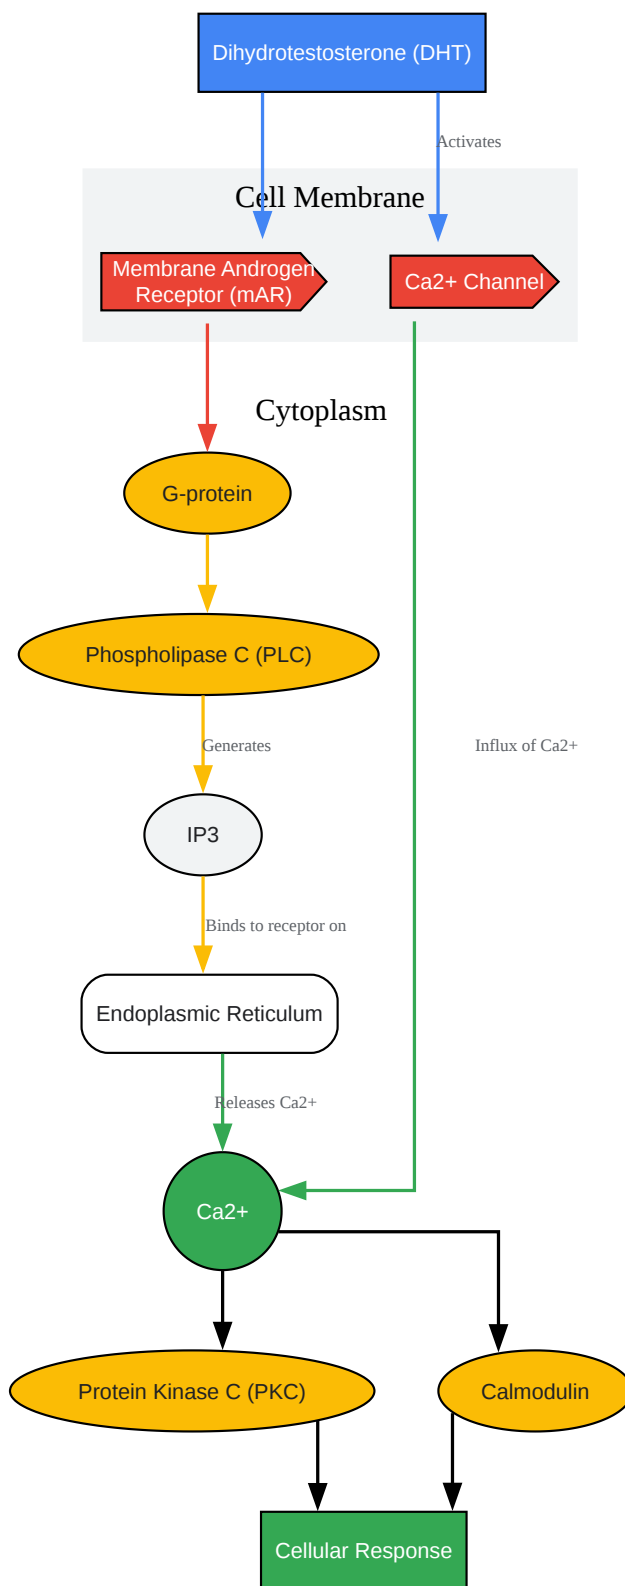 Dihydrotestosterone (DHT)
Activates
Cell Membrane
Membrane Androgen
Receptor (mAR)
Ca2+ Channel
Cytoplasm
G-protein
Phospholipase C (PLC)
Generates
Influx of Ca2+
IP3
Binds to receptor on
Endoplasmic Reticulum
Releases Ca2+
Ca2+
Protein Kinase C (PKC)
Calmodulin
Cellular Response